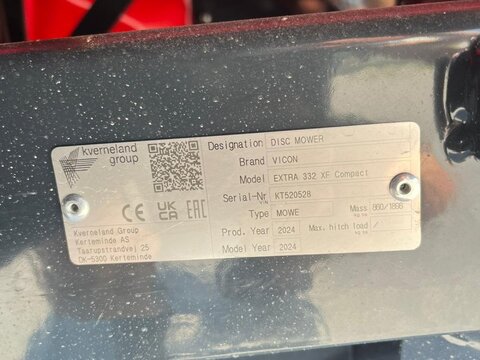 kverneland
group
Designation DISC MOWER
Brand VICON
Model EXTRA 332 XF Compact
Serial-Nr KT520528
Type MOWE Mass 860/1896
Prod. Year 2024 Max. hitch load /
Model Year 2024
CE UK CA EAC
Kverneland Group
Kerteminde AS
Taarupstrandvej 25
DK-5300 Kerteminde